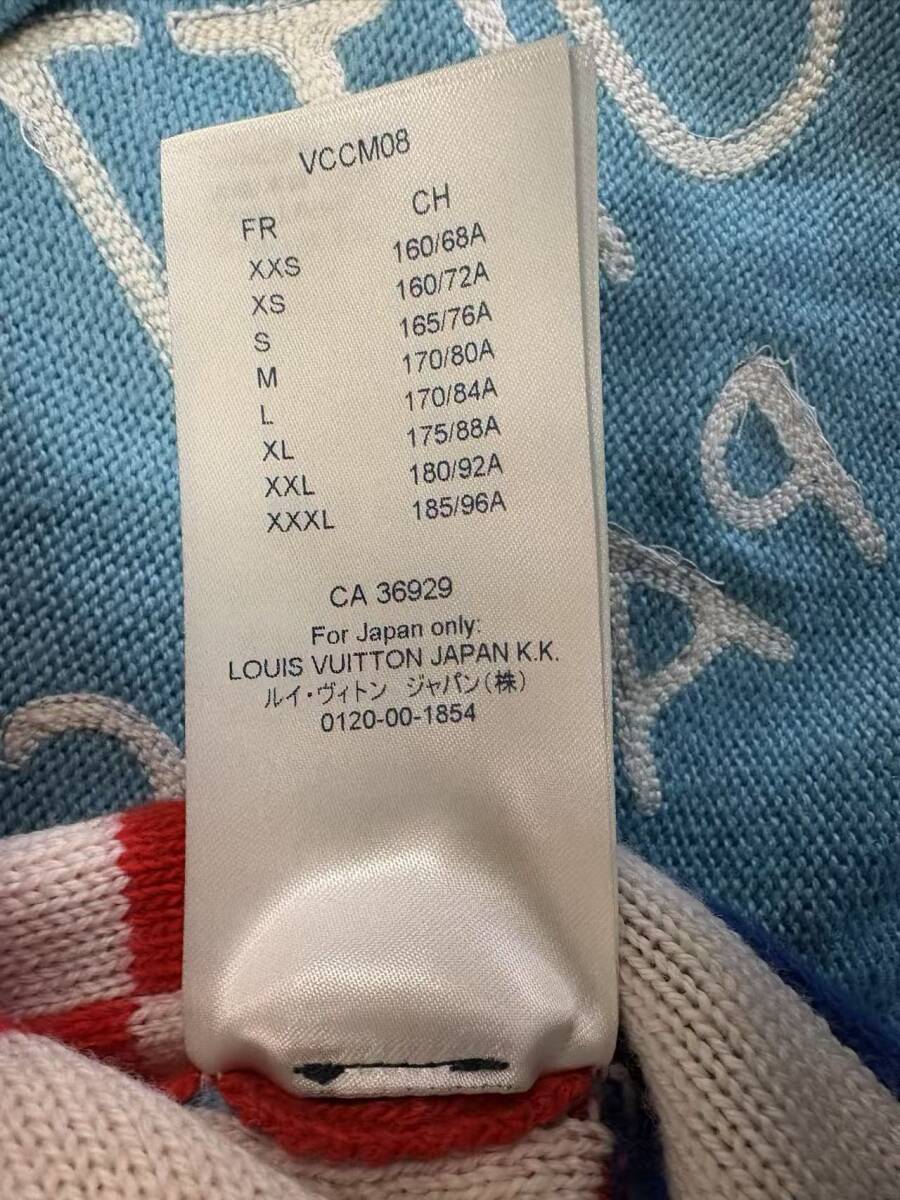 VCCM08
FR CH
XXS 160/68A
XS 160/72A
S 165/76A
M 170/80A
L 170/84A
XL 175/88A
XXL 180/92A
XXXL 185/96A
CA 36929
For Japan only:
LOUIS VUITTON JAPAN K.K.
ルイ・ヴィトン ジャパン(株)
0120-00-1854